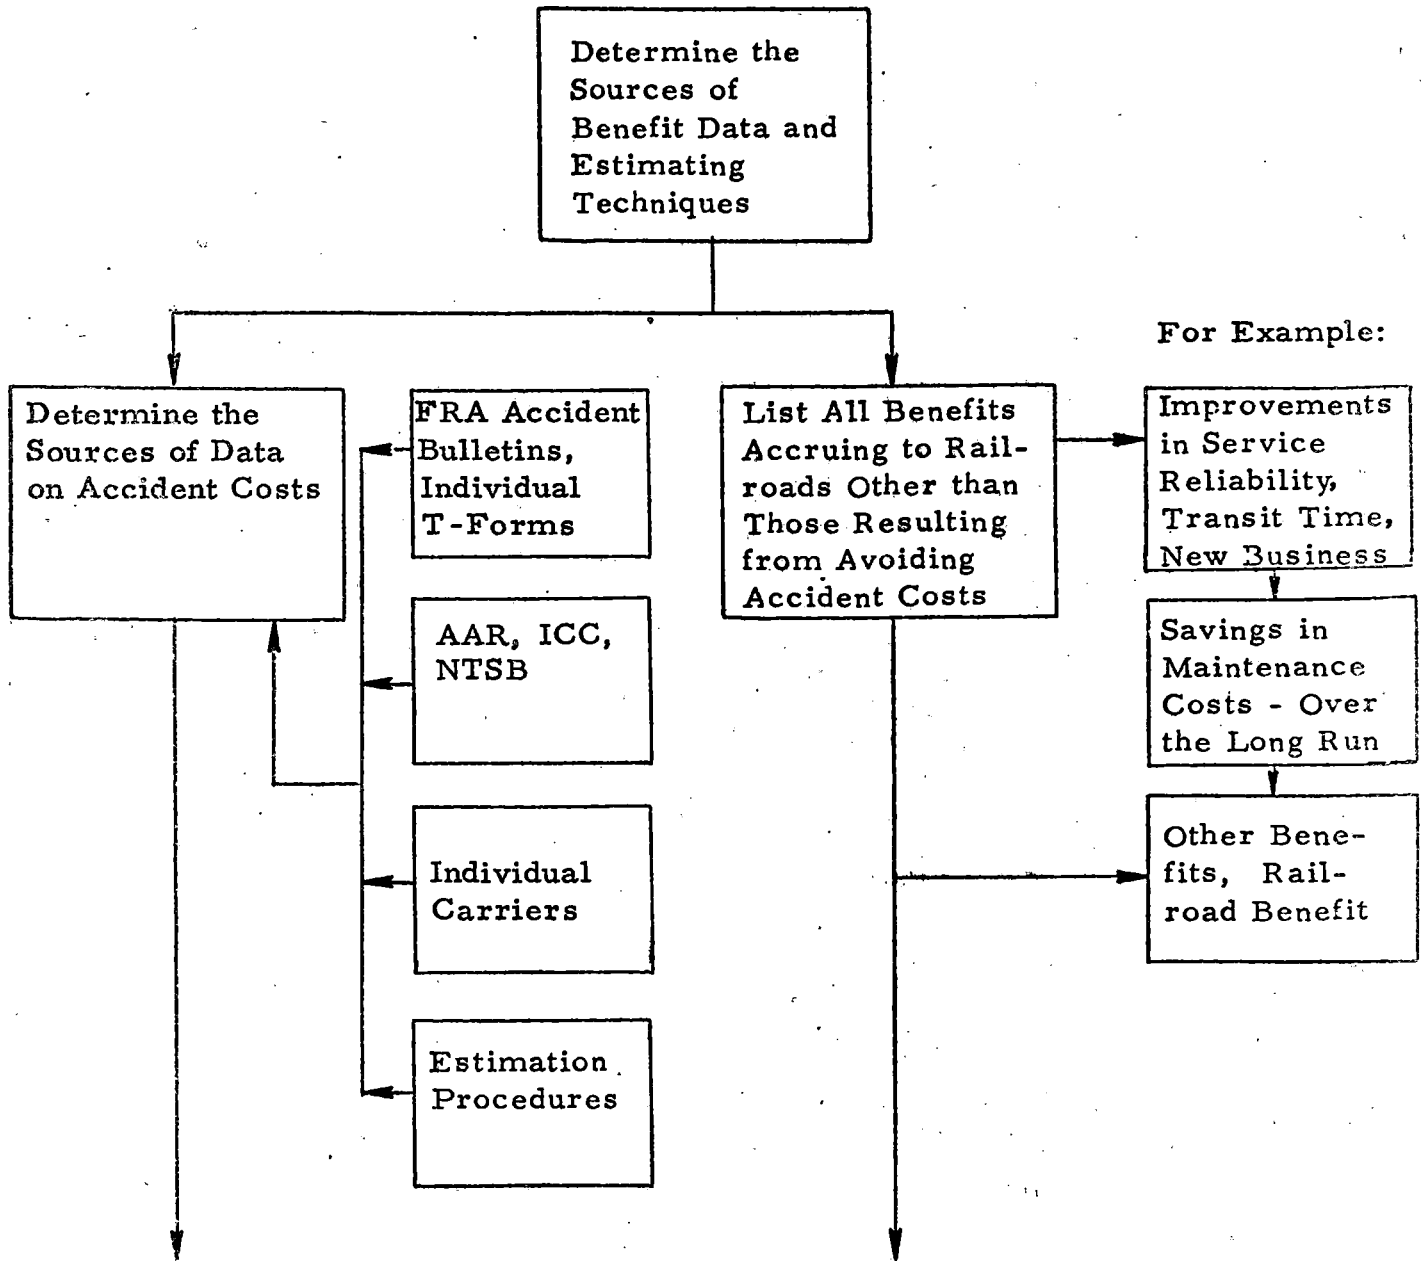 Determine the
Sources of
Benefit Data and
Estimating
Techniques
Determine the
Sources of Data
on Accident Costs
FRA Accident
Bulletins,
Individual
T-Forms
AAR, ICC,
NTSB
Individual
Carriers
Estimation
Procedures
List All Benefits
Accruing to Rail-
roads Other than
Those Resulting
from Avoiding
Accident Costs
For Example:
Improvements
in Service
Reliability,
Transit Time,
New Business
Savings in
Maintenance
Costs - Over
the Long Run
Other Bene-
fits, Rail-
road Benefit